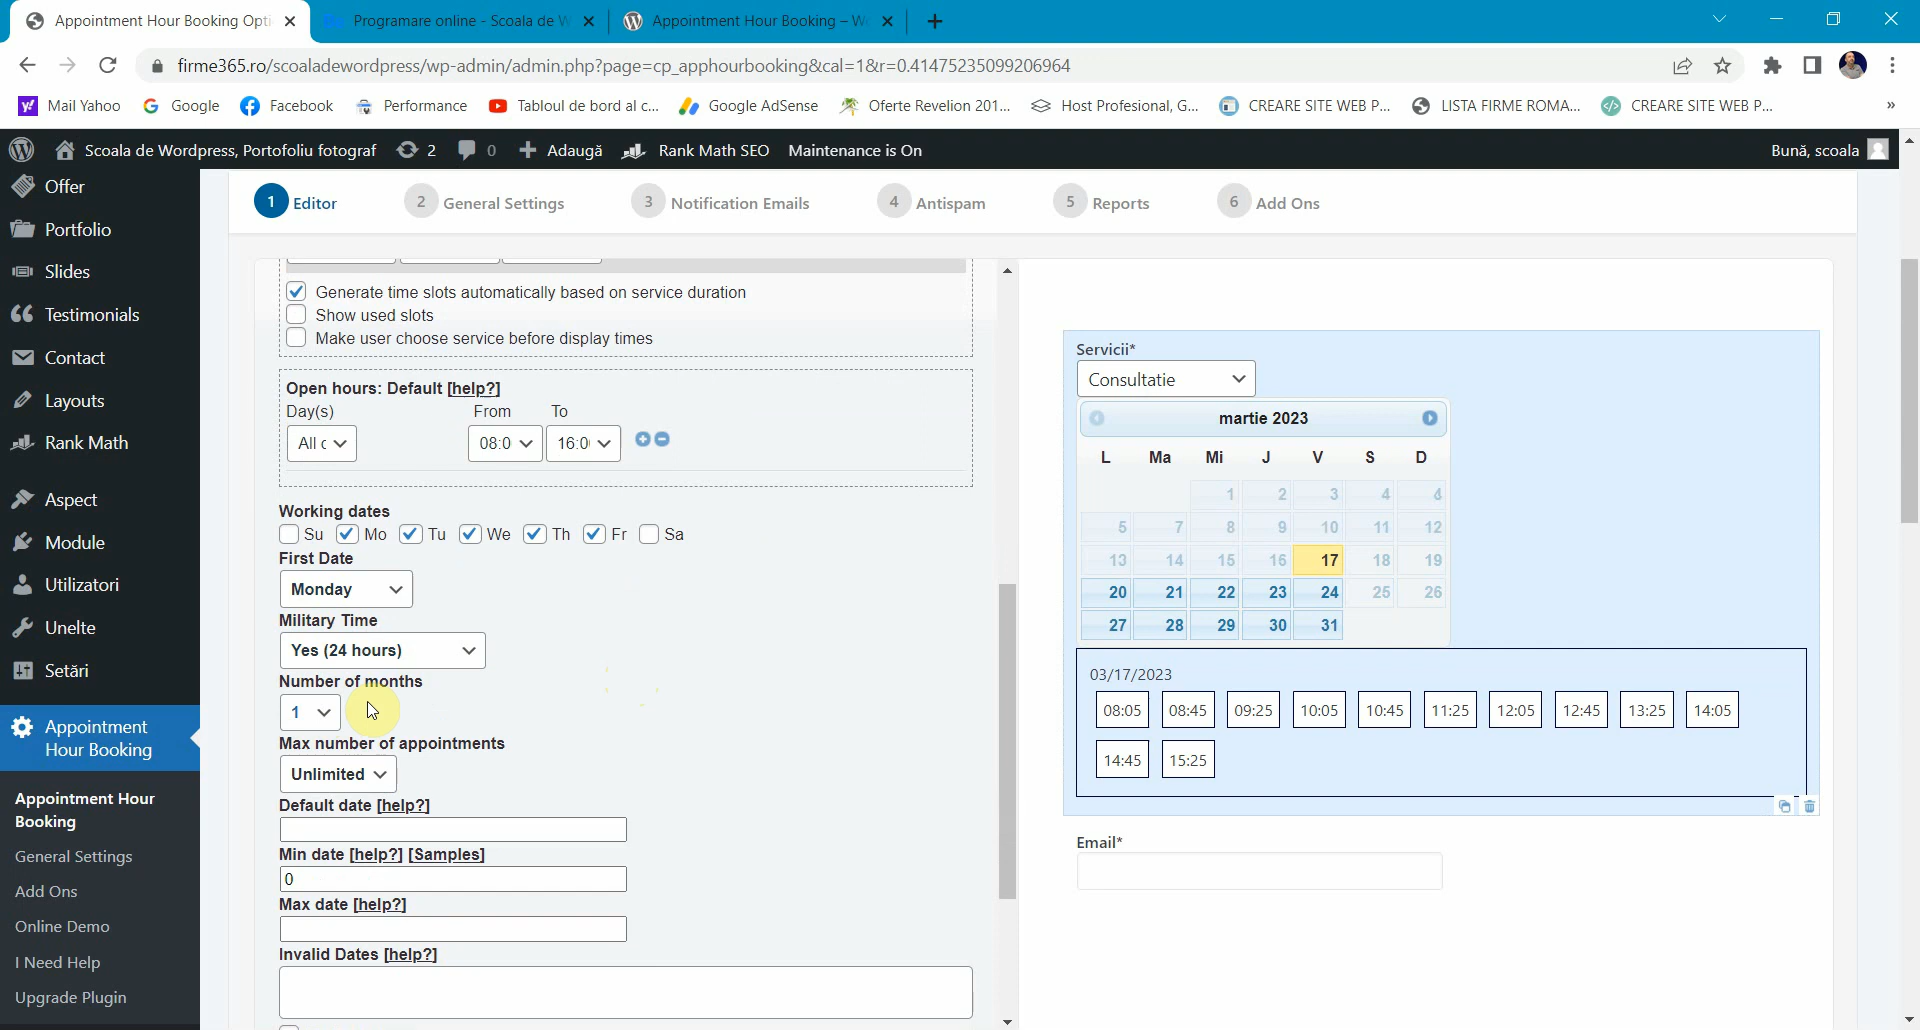 Appointment Hour Booking Opti
Programare online - Scoala de W
Appointment Hour Booking – W
firme365.ro/scoaladewordpress/wp-admin/admin.php?page=cp_apphourbooking&cal=1&r=0.41475235099206964
Mail Yahoo
Google
Facebook
Performance
Tabloul de bord al c...
Google AdSense
Oferte Revelion 201...
Host Profesional, G...
CREARE SITE WEB P...
LISTA FIRME ROMA...
CREARE SITE WEB P...
»
Scoala de Wordpress, Portofoliu fotograf
2
0
Adaugă
Rank Math SEO
Maintenance is On
Bună, scoala
Offer
Portfolio
Slides
Testimonials
Contact
Layouts
Rank Math
Aspect
Module
Utilizatori
Unelte
Setări
Appointment
Hour Booking
Appointment Hour
Booking
General Settings
Add Ons
Online Demo
I Need Help
Upgrade Plugin
1 Editor
2 General Settings
3 Notification Emails
4 Antispam
5 Reports
6 Add Ons
Generate time slots automatically based on service duration
Show used slots
Make user choose service before display times
Open hours: Default [help?]
Day(s) From To
08:0 16:0
Working dates
Su Mo Tu We Th Fr Sa
First Date
Monday
Military Time
Yes (24 hours)
Number of months
1
Max number of appointments
Unlimited
Default date [help?]
Min date [help?] [Samples]
0
Max date [help?]
Invalid Dates [help?]
Servicii*
Consultatie
martie 2023
L Ma Mi J V S D
1 2 3 4
7 8 9 10 11 12
13 14 15 16 17 18 19
20 21 22 23 24 25 26
27 28 29 30 31
03/17/2023
08:05 08:45 09:25 10:05 10:45 11:25 12:05 12:45 13:25 14:05
14:45 15:25
Email*